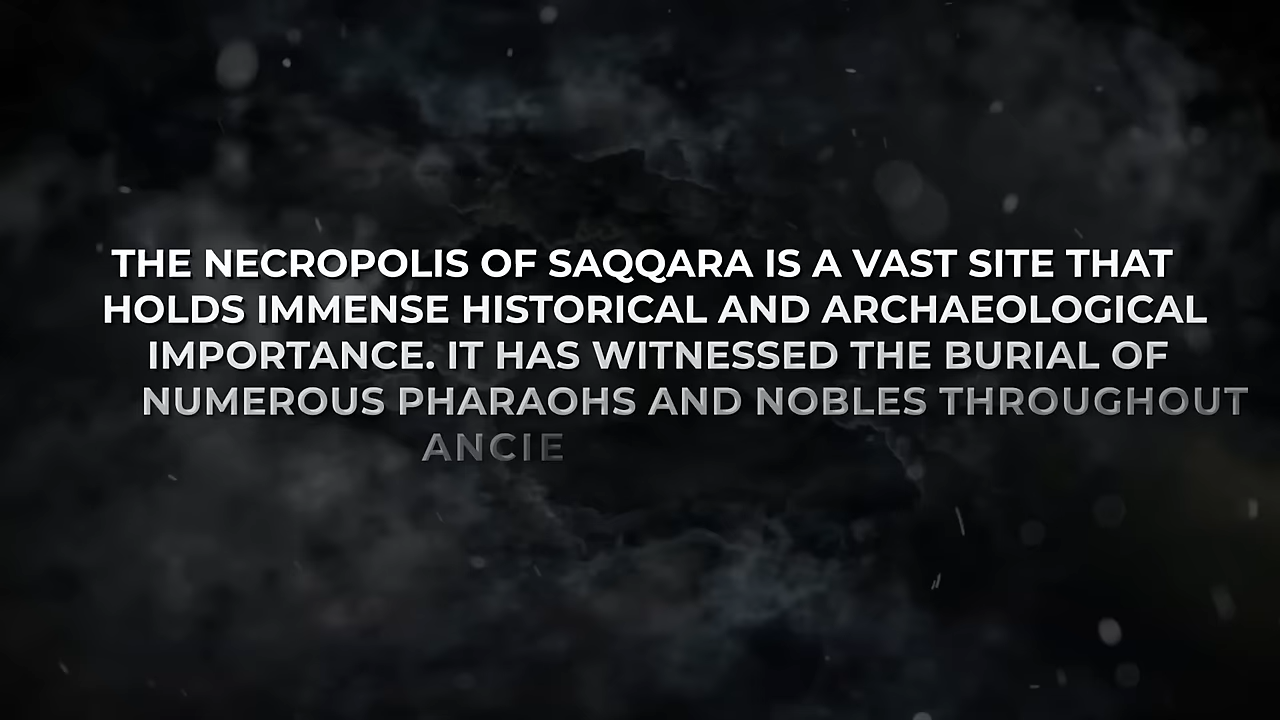 THE NECROPOLIS OF SAQQARA IS A VAST SITE THAT
HOLDS IMMENSE HISTORICAL AND ARCHAEOLOGICAL
IMPORTANCE. IT HAS WITNESSED THE BURIAL OF
NUMEROUS PHARAOHS AND NOBLES THROUGHOUT
ANCIE